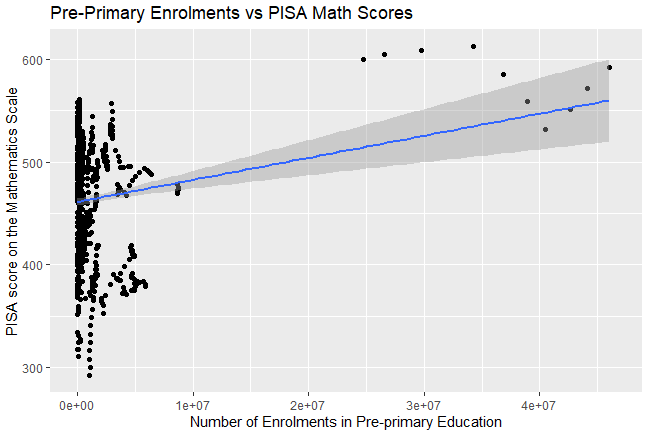 Pre-Primary Enrolments vs PISA Math Scores
PISA score on the Mathematics Scale
600
500
400
300
0e+00 1e+07 2e+07 3e+07 4e+07
Number of Enrolments in Pre-primary Education